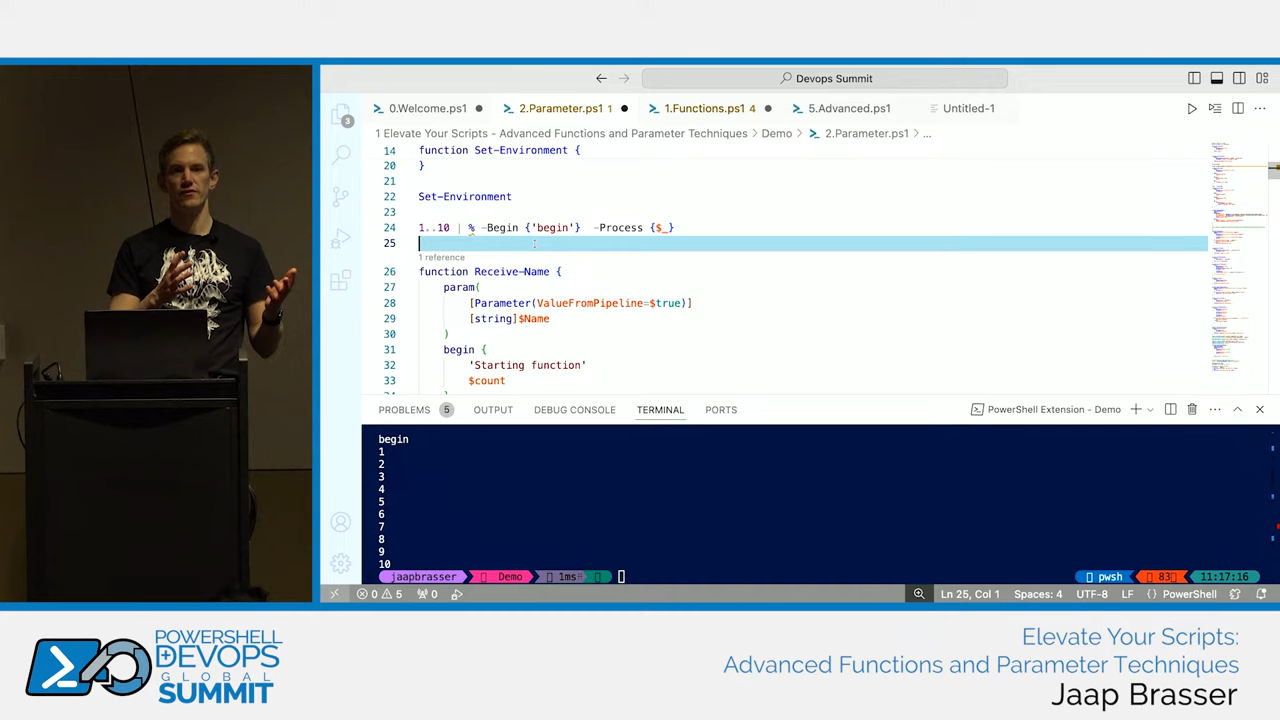 Devops Summit
0.Welcome.ps1
2.Parameter.ps1 1
1.Functions.ps1 4
5.Advanced.ps1
Untitled-1
3
1 Elevate Your Scripts - Advanced Functions and Parameter Techniques > Demo > 2.Parameter.ps1 > ...
14 function Set-Environment {
20 }
21
22 Set-Environment
23
24 1..10 | % -Begin {'begin'} -Process {$_}
25
1 reference
26 function Receive-Name {
27 param(
28 [Parameter(ValueFromPipeline=$true)]
29 [string]$Name
30 )
31 begin {
32 'Starting function'
33 $count
PROBLEMS 5 OUTPUT DEBUG CONSOLE TERMINAL PORTS
PowerShell Extension - Demo
begin
1
2
3
4
5
6
7
8
9
10
jaapbrasser Demo 1ms
pwsh 83 11:17:16
0 5 0
Ln 25, Col 1 Spaces: 4 UTF-8 LF {} PowerShell
POWERSHELL
DEVOPS
GLOBAL
SUMMIT
Elevate Your Scripts:
Advanced Functions and Parameter Techniques
Jaap Brasser